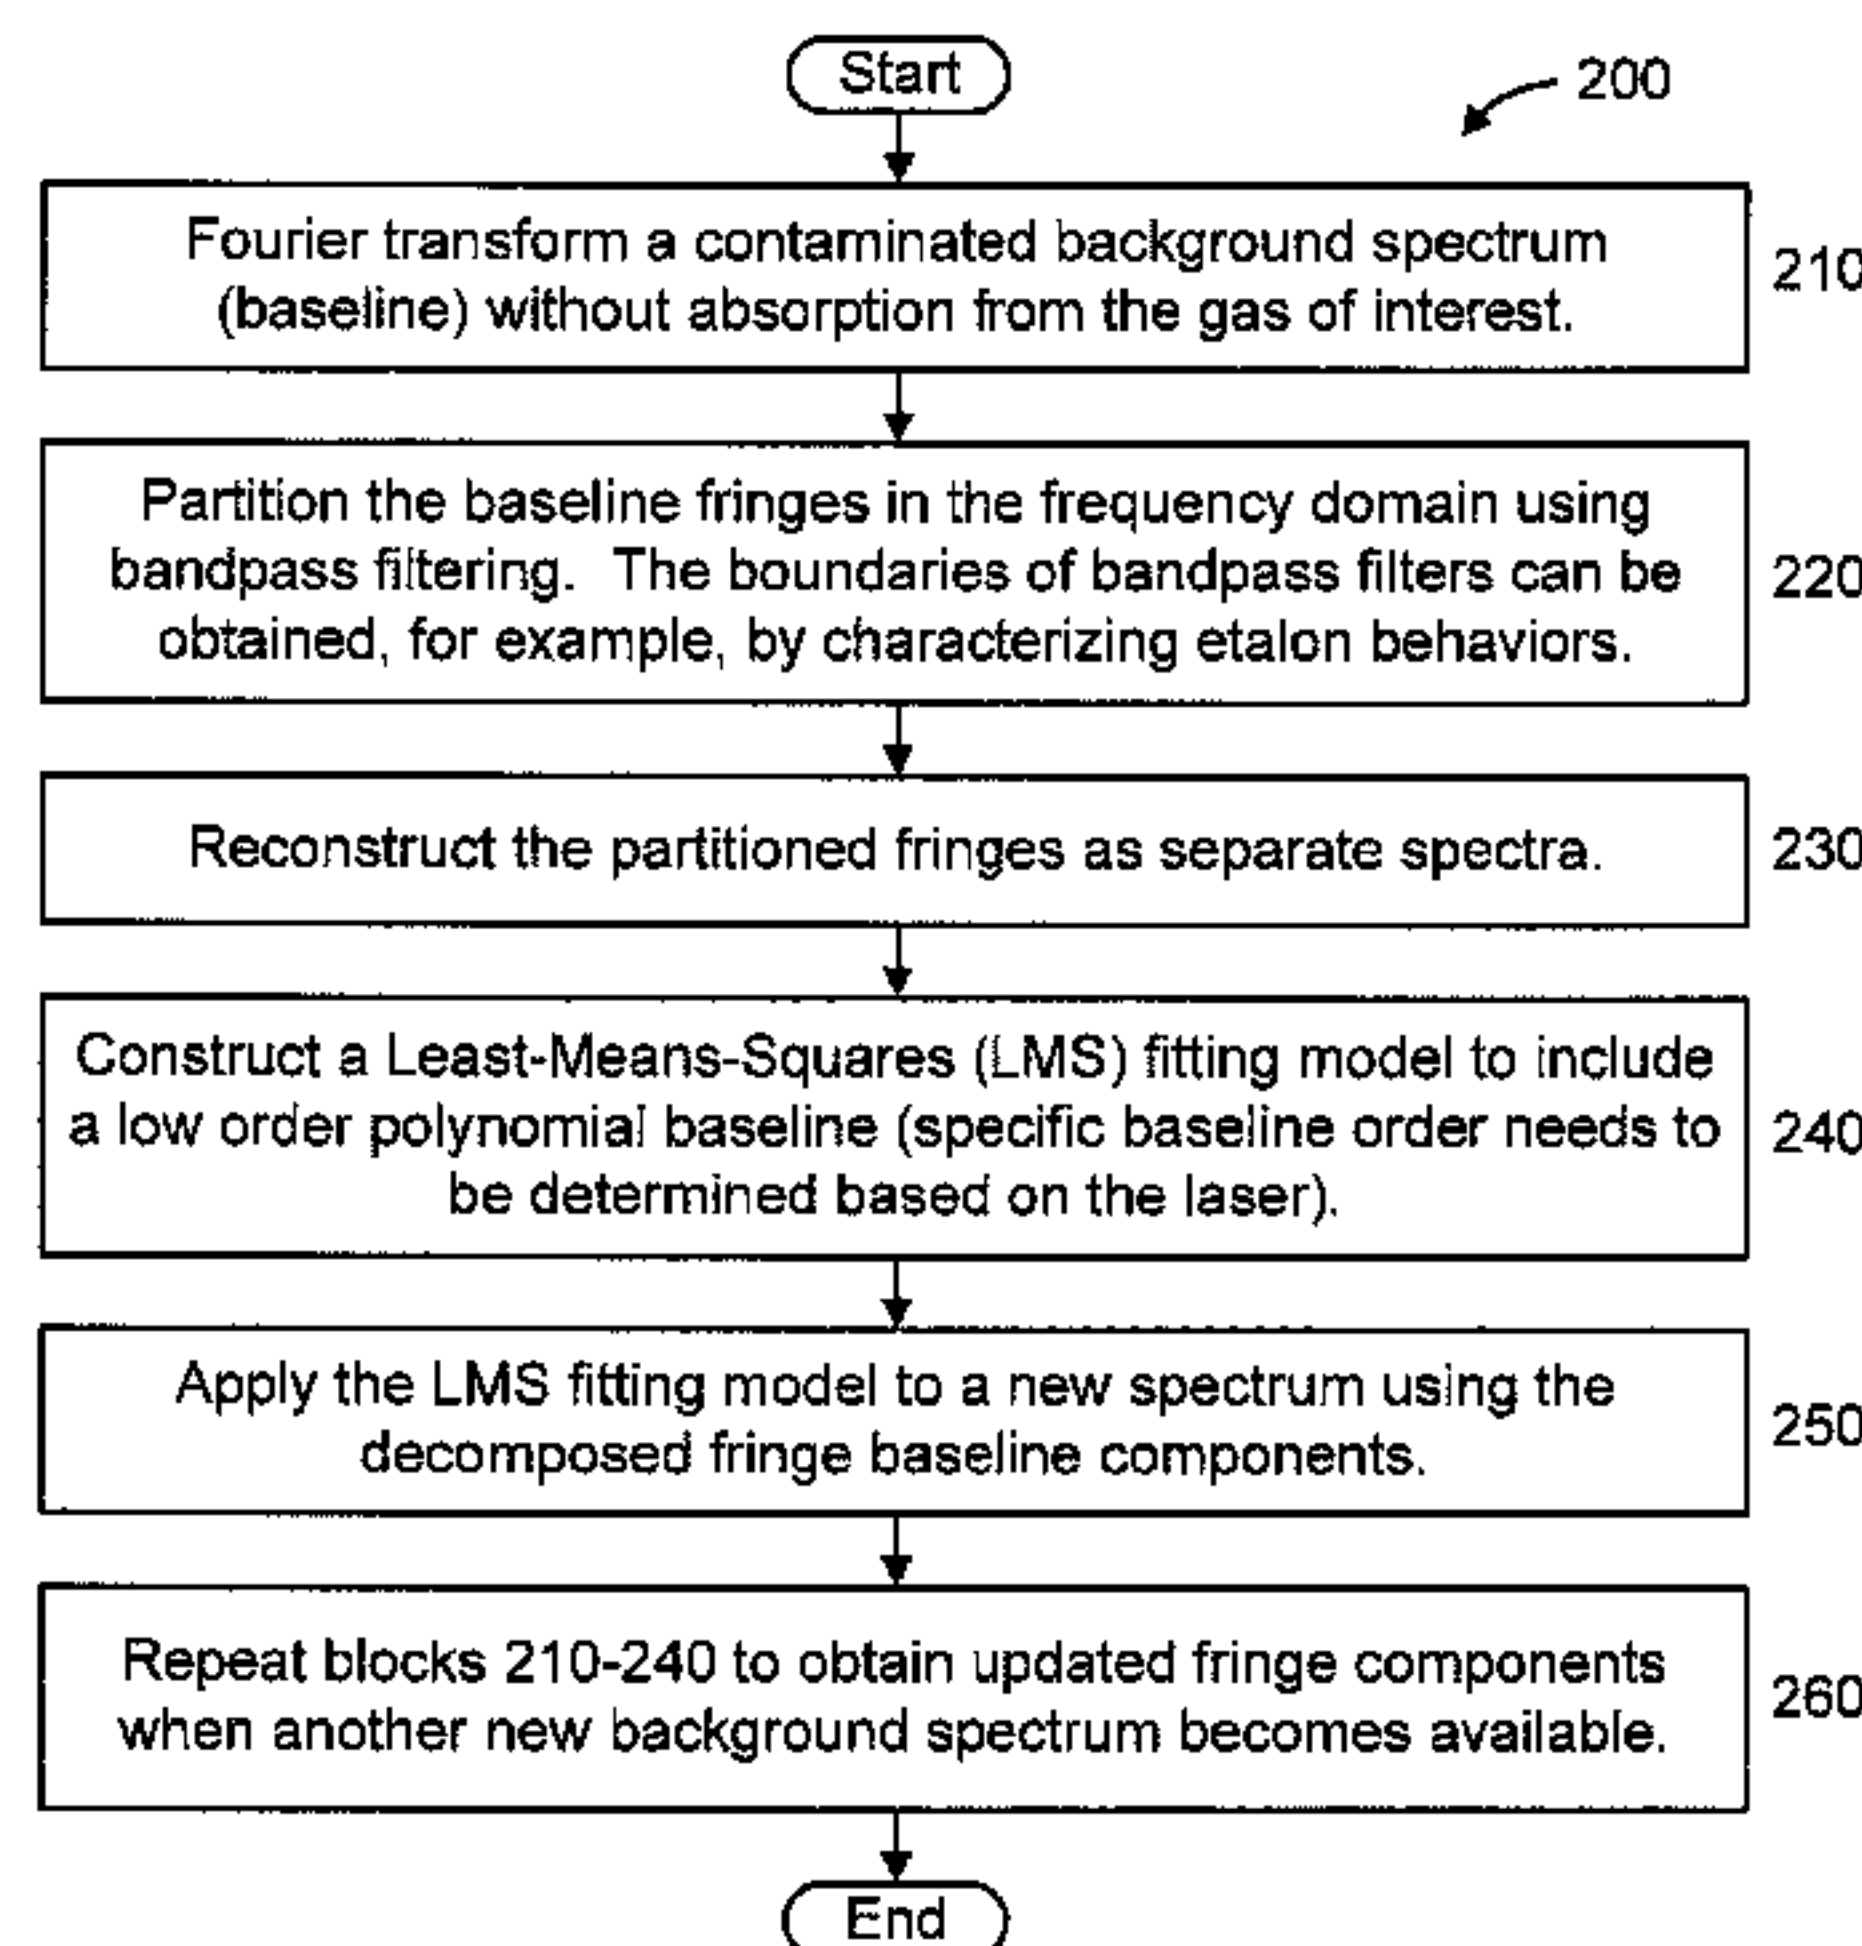 Start
200
Fourier transform a contaminated background spectrum
(baseline) without absorption from the gas of interest.
210
Partition the baseline fringes in the frequency domain using
bandpass filtering. The boundaries of bandpass filters can be
obtained, for example, by characterizing etalon behaviors.
220
Reconstruct the partitioned fringes as separate spectra.
230
Construct a Least-Means-Squares (LMS) fitting model to include
a low order polynomial baseline (specific baseline order needs to
be determined based on the laser).
240
Apply the LMS fitting model to a new spectrum using the
decomposed fringe baseline components.
250
Repeat blocks 210-240 to obtain updated fringe components
when another new background spectrum becomes available.
260
End